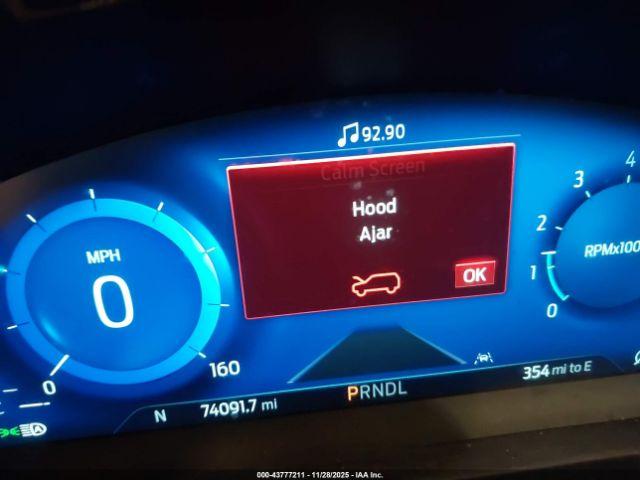 92.90
Calm Screen
Hood
Ajar
OK
MPH
0
0
160
4
3
2
1
0
RPMx100
N
74091.7 mi
PRNDL
354 mi to E
000-43777211 - 11/28/2025 - IAA Inc.